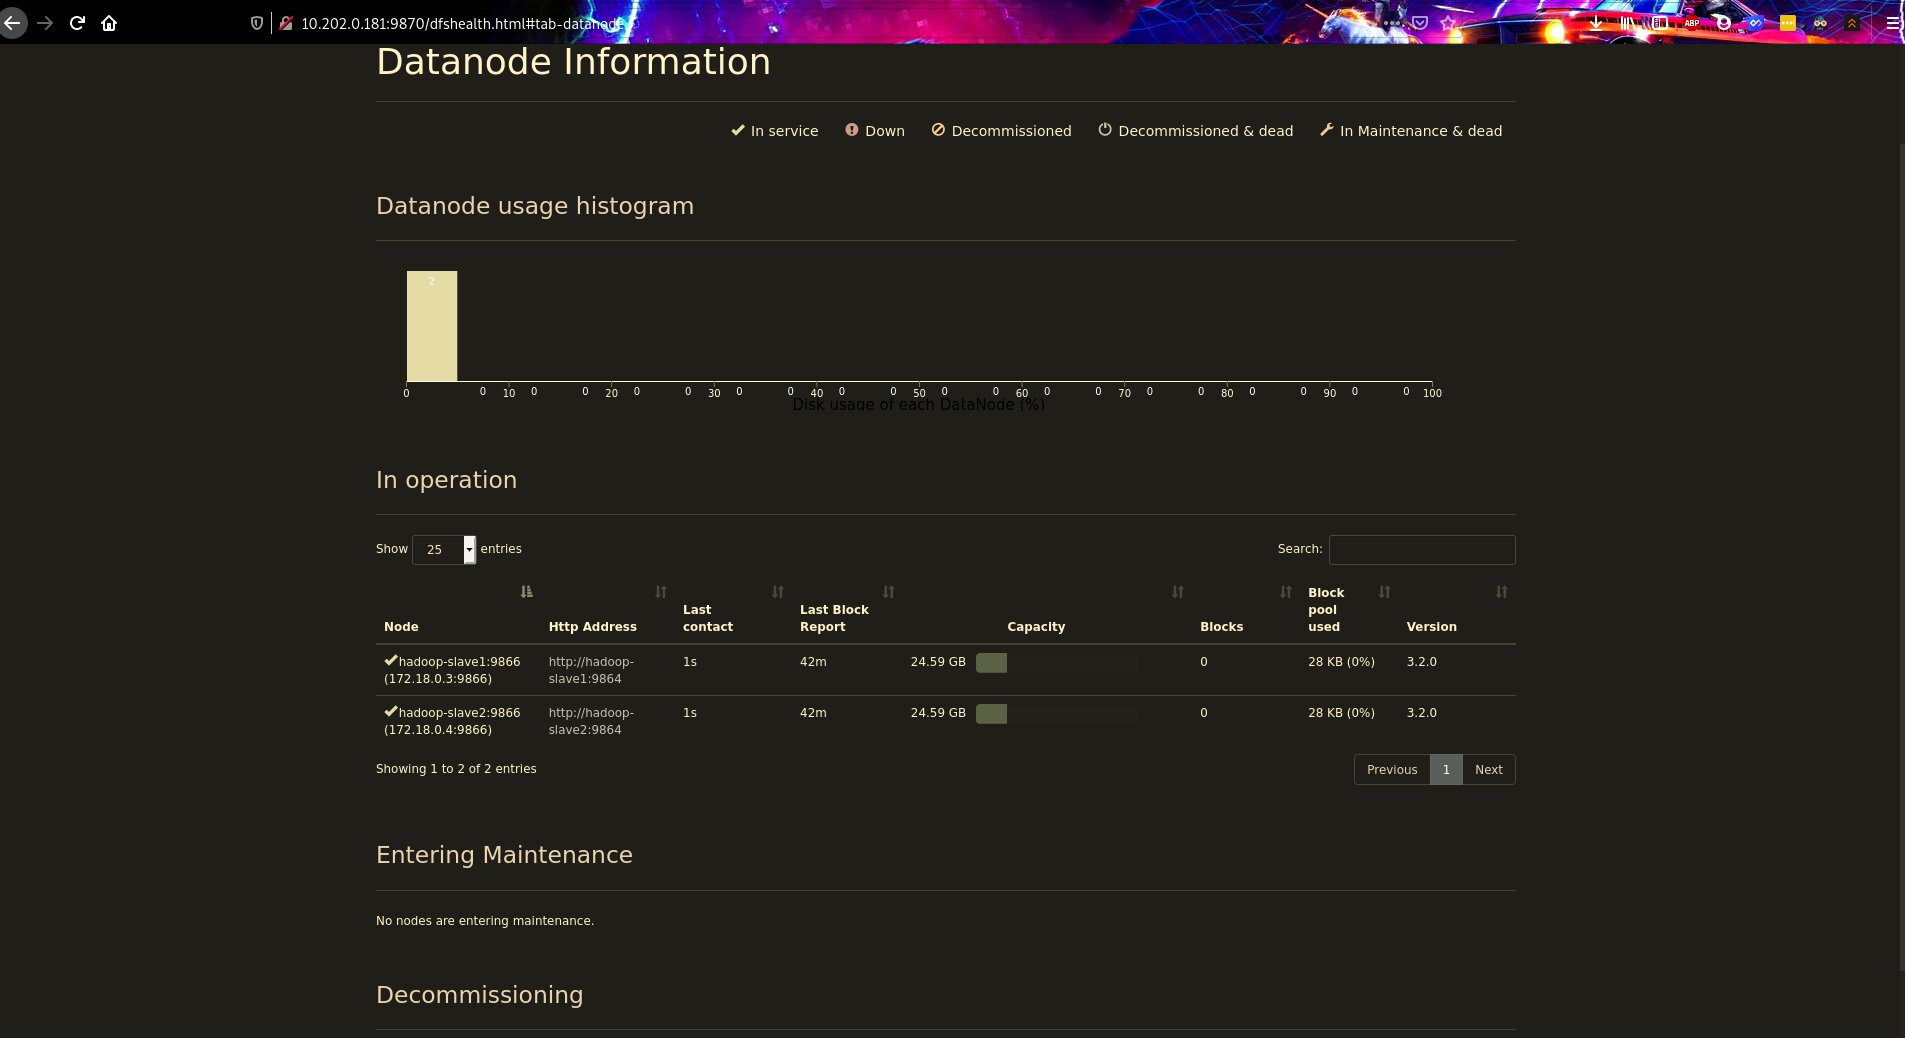 10.202.0.181:9870/dfshealth.html#tab-datanode
ABP
Datanode Information
In service Down Decommissioned Decommissioned & dead In Maintenance & dead
Datanode usage histogram
2
0 0 0 0 0 0 0 0 0 0 0 0 0 0 0 0 0 0 0
0 10 20 30 40 50 60 70 80 90 100
Disk usage of each DataNode (%)
In operation
Show 25 entries Search:
Node Http Address Last contact Last Block Report Capacity Blocks Block pool used Version
hadoop-slave1:9866 http://hadoop- 1s 42m 24.59 GB 0 28 KB (0%) 3.2.0
(172.18.0.3:9866) slave1:9864
hadoop-slave2:9866 http://hadoop- 1s 42m 24.59 GB 0 28 KB (0%) 3.2.0
(172.18.0.4:9866) slave2:9864
Showing 1 to 2 of 2 entries Previous 1 Next
Entering Maintenance
No nodes are entering maintenance.
Decommissioning